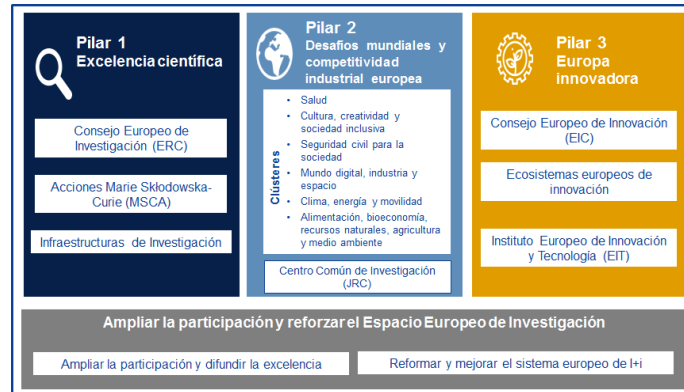 Pilar 1
Excelencia científica
Consejo Europeo de
Investigación (ERC)
Acciones Marie Skłodowska-
Curie (MSCA)
Infraestructuras de Investigación
Pilar 2
Desafíos mundiales y
competitividad
industrial europea
Clústeres
• Salud
• Cultura, creatividad y
sociedad inclusiva
• Seguridad civil para la
sociedad
• Mundo digital, industria y
espacio
• Clima, energía y movilidad
• Alimentación, bioeconomía,
recursos naturales, agricultura
y medio ambiente
Centro Común de Investigación
(JRC)
Pilar 3
Europa
innovadora
Consejo Europeo de Innovación
(EIC)
Ecosistemas europeos de
innovación
Instituto Europeo de Innovación
y Tecnología (EIT)
Ampliar la participación y reforzar el Espacio Europeo de Investigación
Ampliar la participación y difundir la excelencia
Reformar y mejorar el sistema europeo de I+i